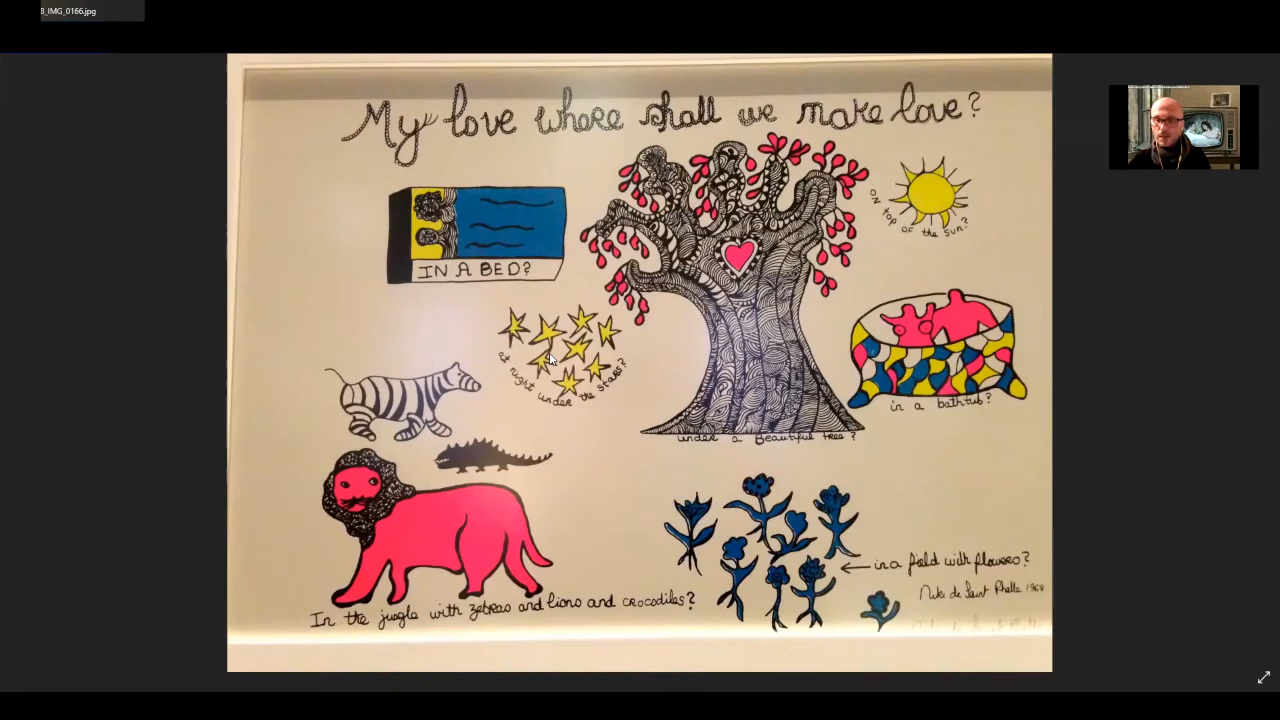 B_IMG_0166.jpg
My love where shall we make love?
IN A BED?
ON top of the sun?
at night under the stars?
in a bathtub?
under a Beautiful tree?
in a field with flowers?
Niki de Saint Phalle 1968
In the jungle with zebras and lions and crocodiles?